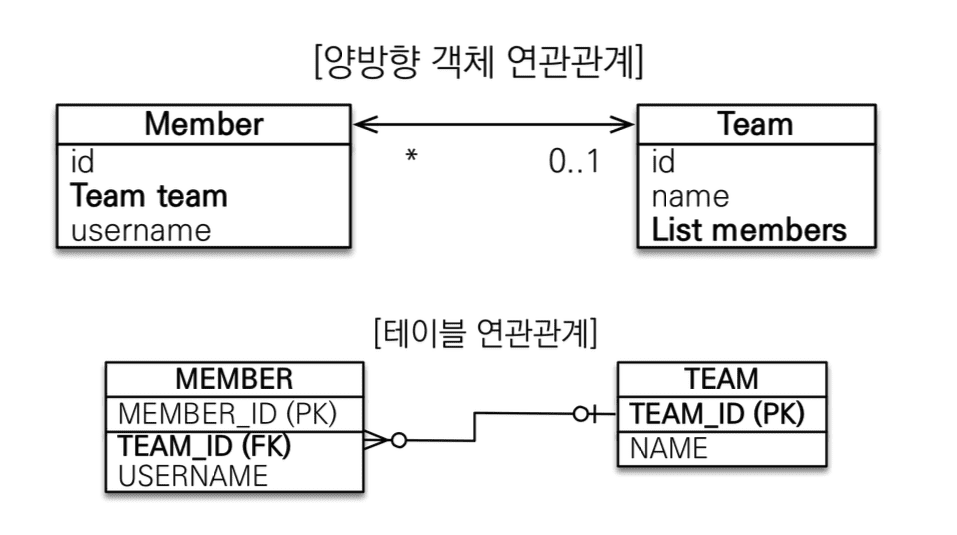 [양방향 객체 연관관계]
Member
id
Team team
username
*
0..1
Team
id
name
List members
[테이블 연관관계]
MEMBER
MEMBER_ID (PK)
TEAM_ID (FK)
USERNAME
TEAM
TEAM_ID (PK)
NAME